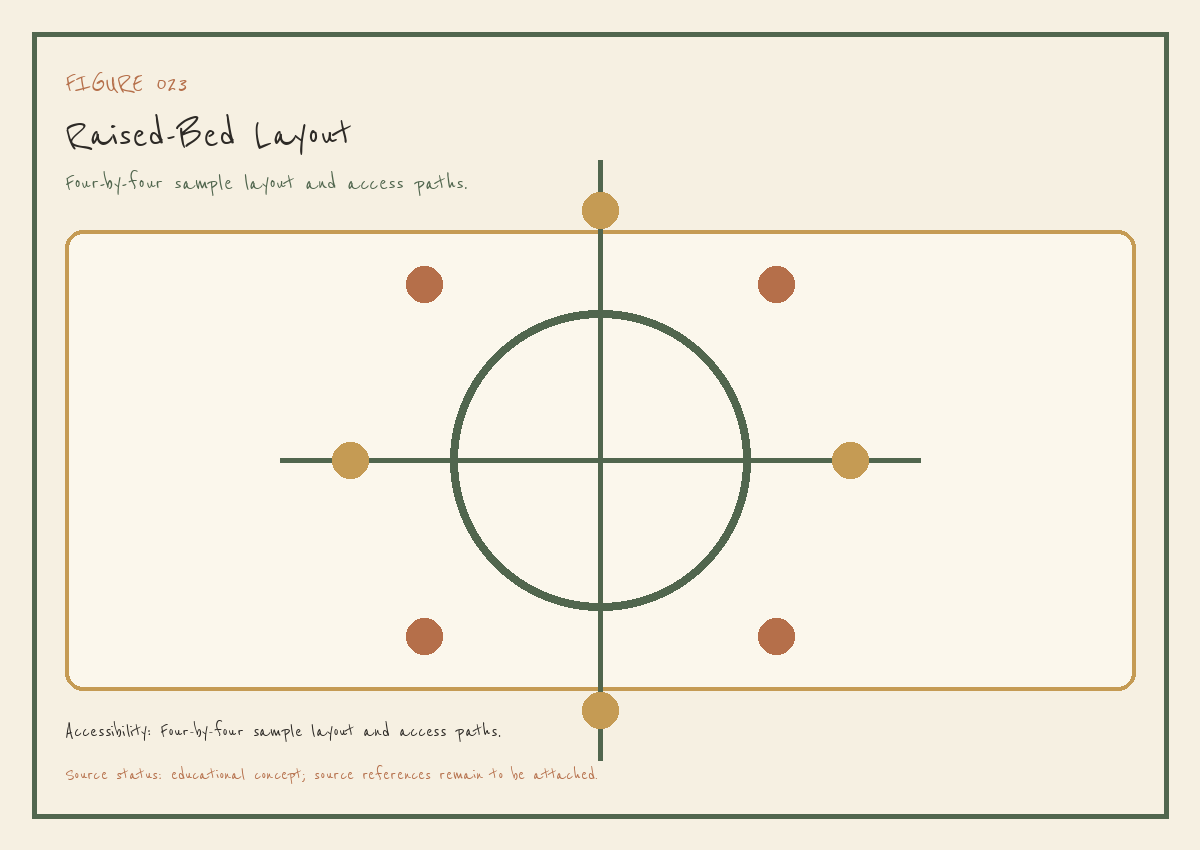 FIGURE 023
Raised-Bed Layout
Four-by-four sample layout and access paths.
Accessibility: Four-by-four sample layout and access paths.
Source status: educational concept; source references remain to be attached.